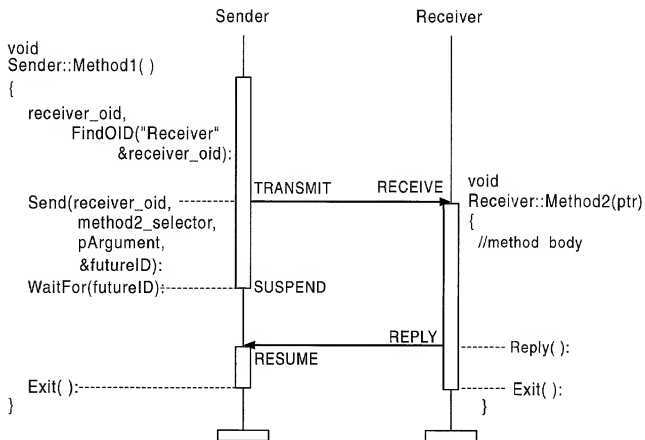 Sender
Receiver
void
Sender::Method1( )
{
receiver_oid,
FindOID("Receiver"
&receiver_oid):
TRANSMIT
RECEIVE
Send(receiver_oid,
method2_selector,
pArgument,
&futureID):
void
Receiver::Method2(ptr)
{
//method body
WaitFor(futureID):
SUSPEND
REPLY
Reply( ):
RESUME
Exit( ):
Exit( ):
}
}